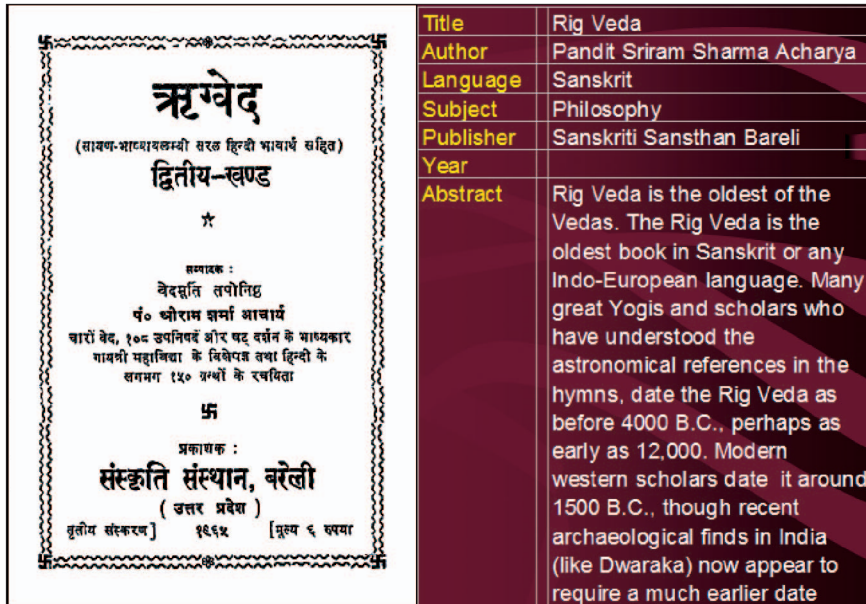 ऋग्वेद
(सायण-भाष्यावलम्बी सरल हिन्दी भावार्थ सहित)
द्वितीय-खण्ड
सम्पादक :
वेदमूर्ति तपोनिष्ठ
पं० श्रीराम शर्मा आचार्य
चारों वेद, १०८ उपनिषदें और षट् दर्शन के भाष्यकार
गायत्री महाविद्या के विशेषज्ञ तथा हिन्दी के
लगभग १५० ग्रन्थों के रचयिता
प्रकाशक :
संस्कृति संस्थान, बरेली
( उत्तर प्रदेश )
तृतीय संस्करण] १९६५ [मूल्य ६ रुपया
Title Rig Veda
Author Pandit Sriram Sharma Acharya
Language Sanskrit
Subject Philosophy
Publisher Sanskriti Sansthan Bareli
Year
Abstract Rig Veda is the oldest of the
Vedas. The Rig Veda is the
oldest book in Sanskrit or any
Indo-European language. Many
great Yogis and scholars who
have understood the
astronomical references in the
hymns, date the Rig Veda as
before 4000 B.C., perhaps as
early as 12,000. Modern
western scholars date it around
1500 B.C., though recent
archaeological finds in India
(like Dwaraka) now appear to
require a much earlier date